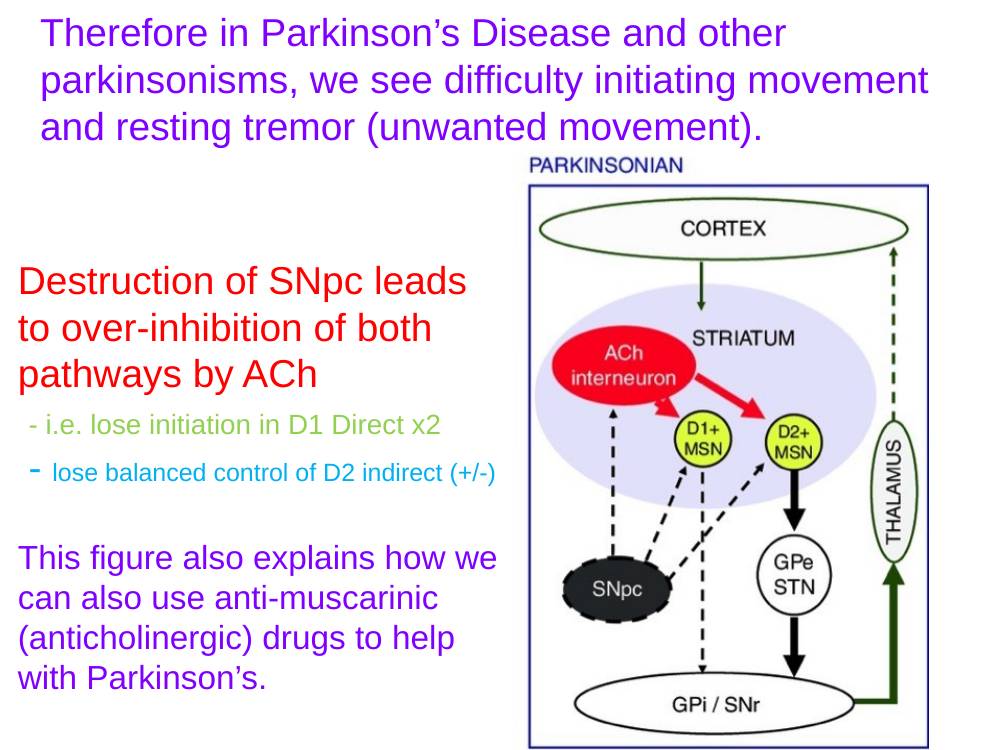 Therefore in Parkinson’s Disease and other
parkinsonisms, we see difficulty initiating movement
and resting tremor (unwanted movement).
Destruction of SNpc leads
to over-inhibition of both
pathways by ACh
- i.e. lose initiation in D1 Direct x2
- lose balanced control of D2 indirect (+/-)
This figure also explains how we
can also use anti-muscarinic
(anticholinergic) drugs to help
with Parkinson’s.
PARKINSONIAN
CORTEX
STRIATUM
ACh
interneuron
D1+
MSN
D2+
MSN
THALAMUS
SNpc
GPe
STN
GPi / SNr